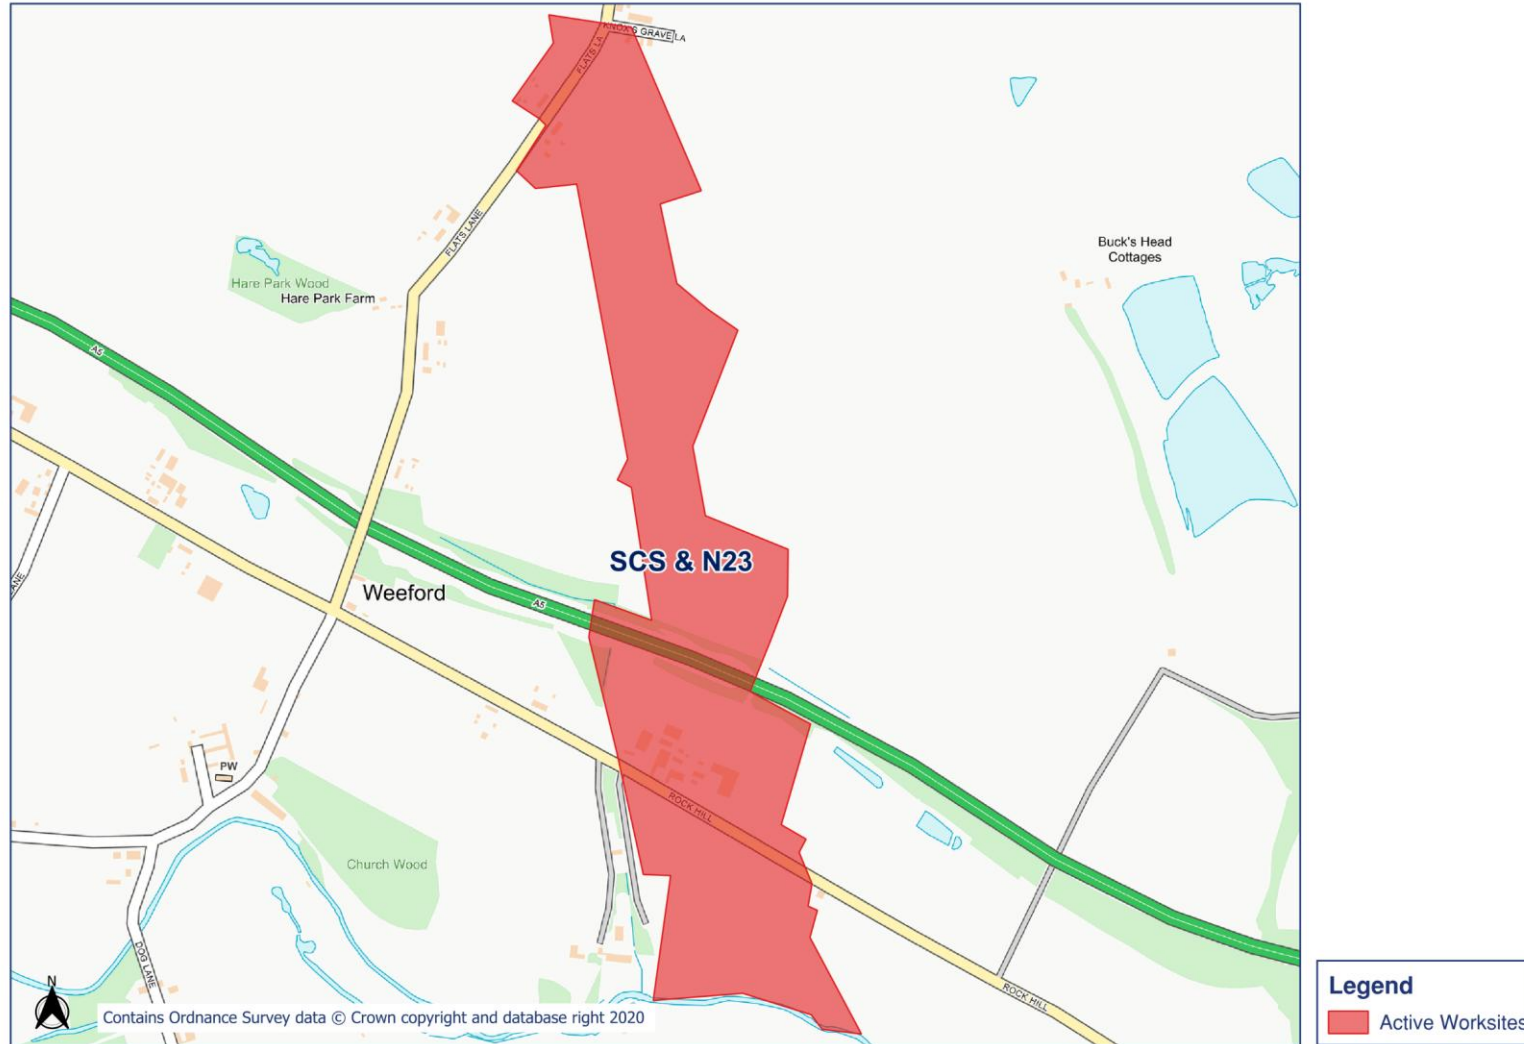 KNOX'S GRAVE LA
FLATS LA
FLATS LANE
Buck's Head
Cottages
Hare Park Wood
Hare Park Farm
A5
SCS & N23
Weeford
A5
LANE
PW
ROCK HILL
Church Wood
DOG LANE
N
ROCK HILL
Contains Ordnance Survey data © Crown copyright and database right 2020
Legend
Active Worksites